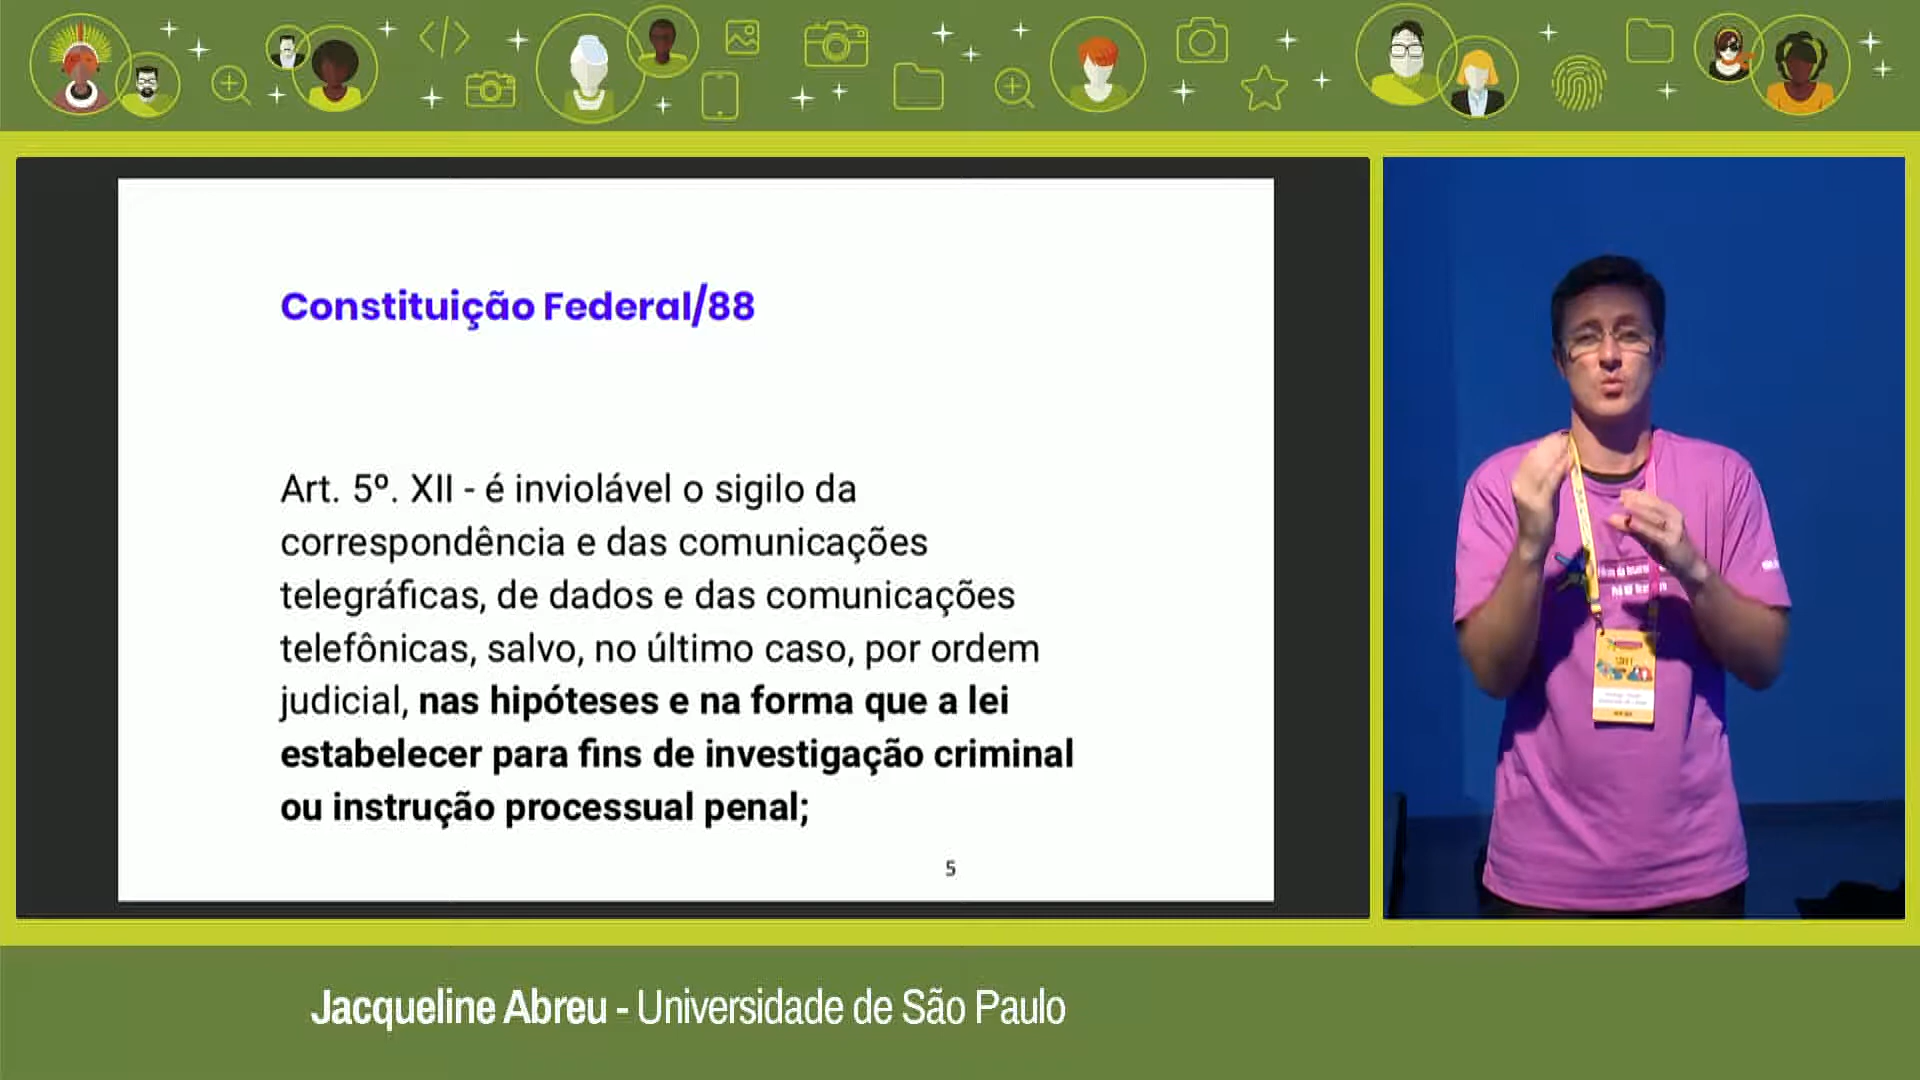 Constituição Federal/88
Art. 5º. XII - é inviolável o sigilo da
correspondência e das comunicações
telegráficas, de dados e das comunicações
telefônicas, salvo, no último caso, por ordem
judicial, nas hipóteses e na forma que a lei
estabelecer para fins de investigação criminal
ou instrução processual penal;
5
Jacqueline Abreu - Universidade de São Paulo